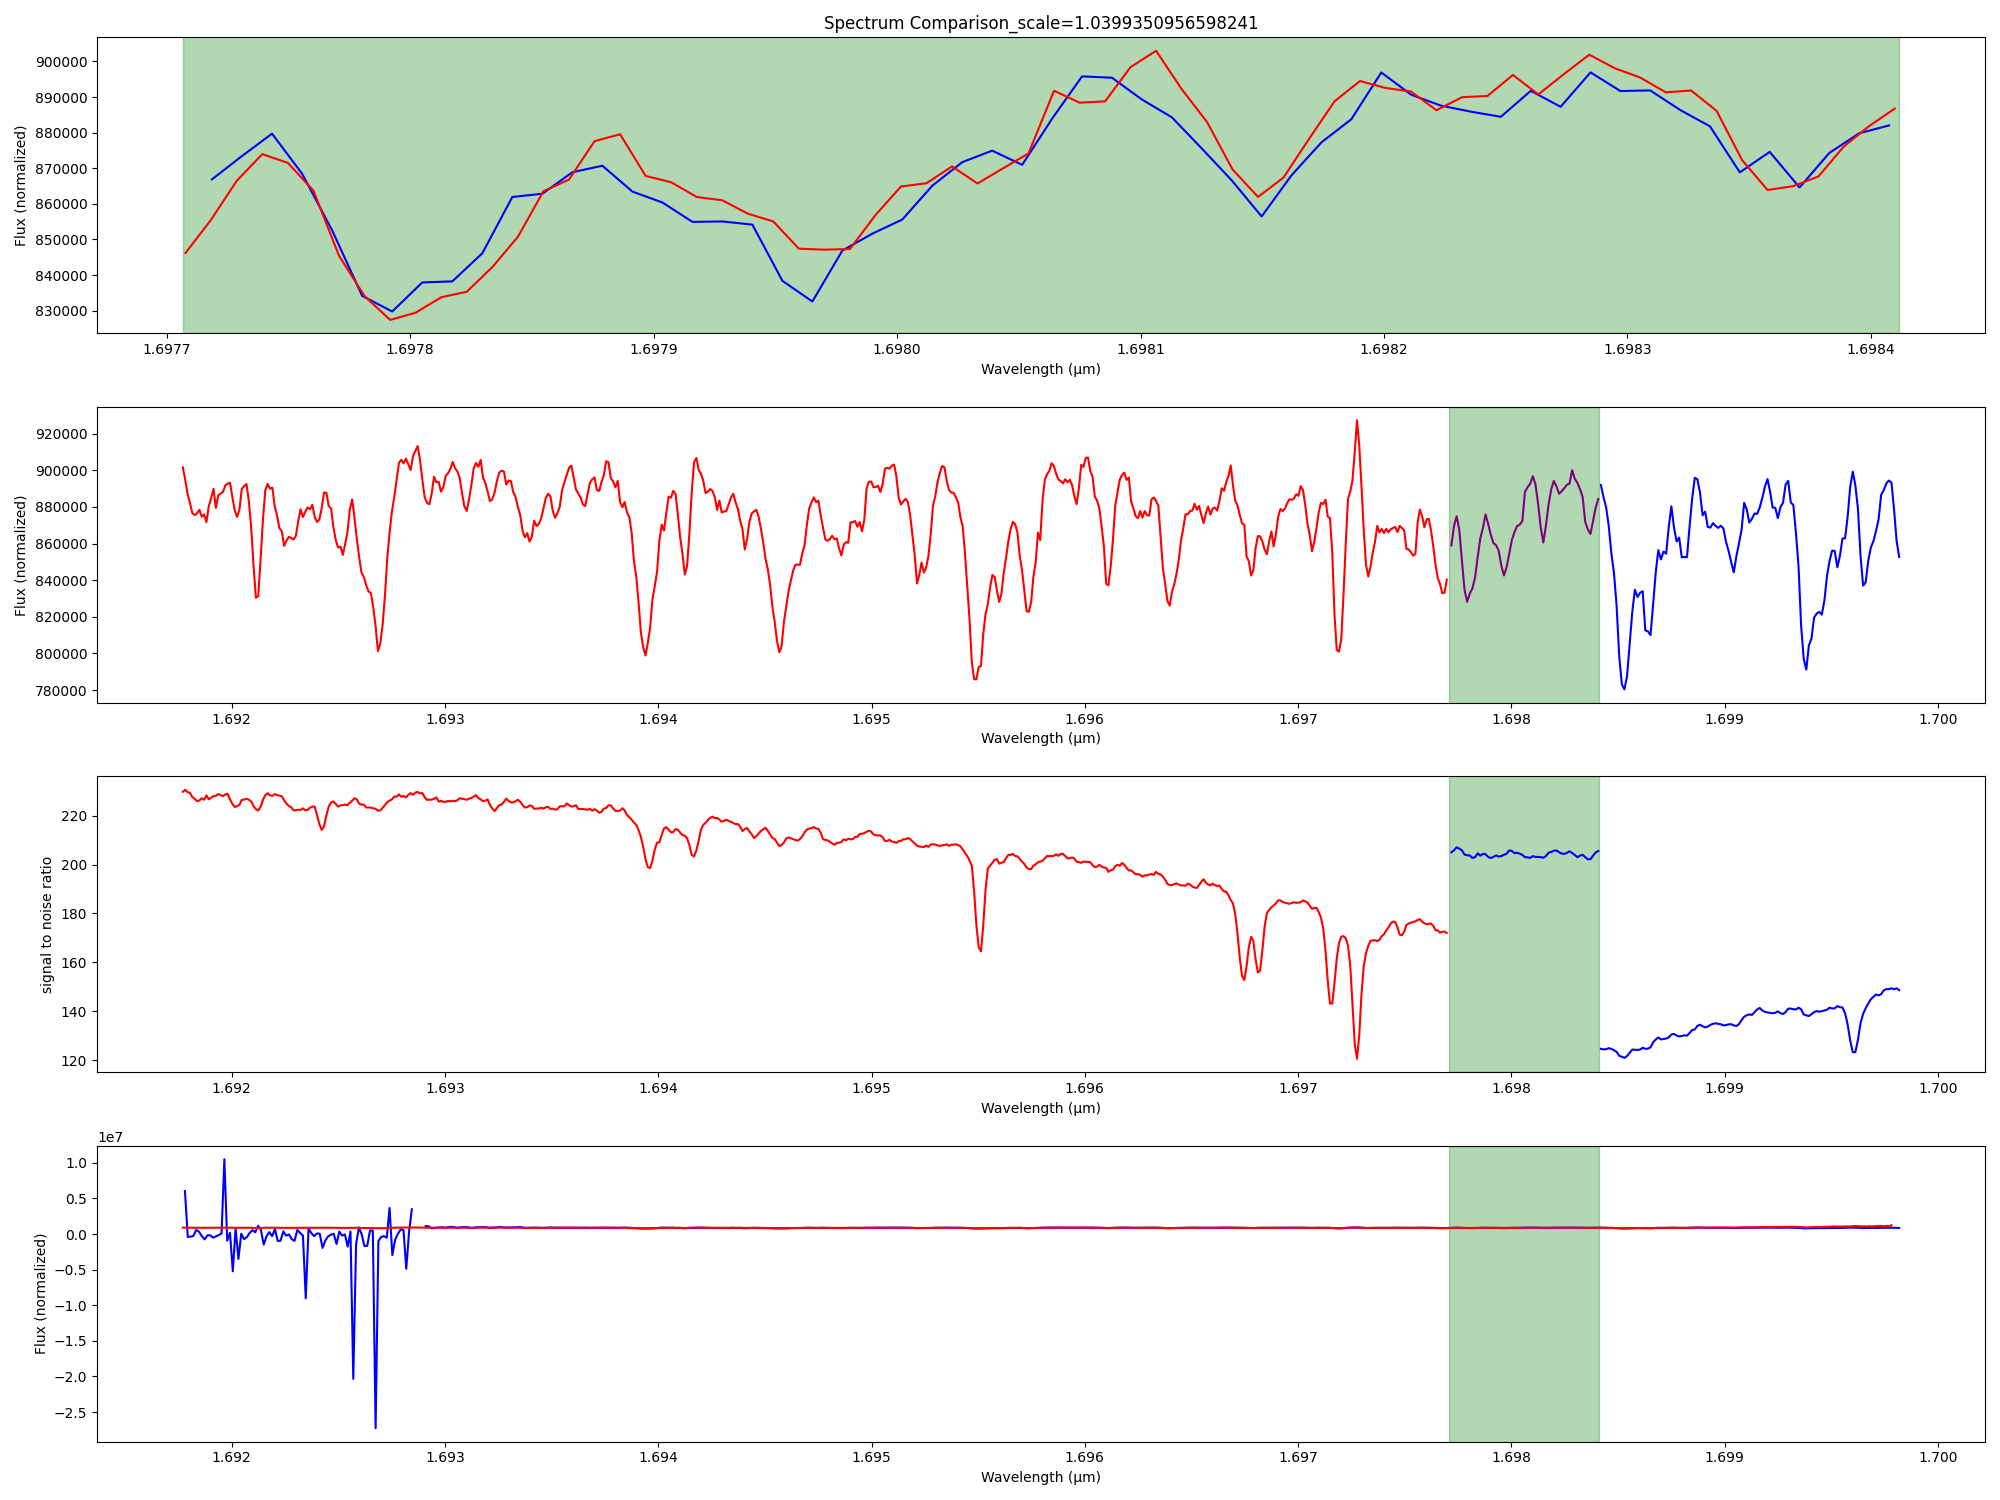 Spectrum Comparison_scale=1.0399350956598241
Flux (normalized)
900000
890000
880000
870000
860000
850000
840000
830000
1.6977 1.6978 1.6979 1.6980 1.6981 1.6982 1.6983 1.6984
Wavelength (μm)
Flux (normalized)
920000
900000
880000
860000
840000
820000
800000
780000
1.692 1.693 1.694 1.695 1.696 1.697 1.698 1.699 1.700
Wavelength (μm)
signal to noise ratio
220
200
180
160
140
120
1.692 1.693 1.694 1.695 1.696 1.697 1.698 1.699 1.700
Wavelength (μm)
1e7
Flux (normalized)
1.0
0.5
0.0
−0.5
−1.0
−1.5
−2.0
−2.5
1.692 1.693 1.694 1.695 1.696 1.697 1.698 1.699 1.700
Wavelength (μm)